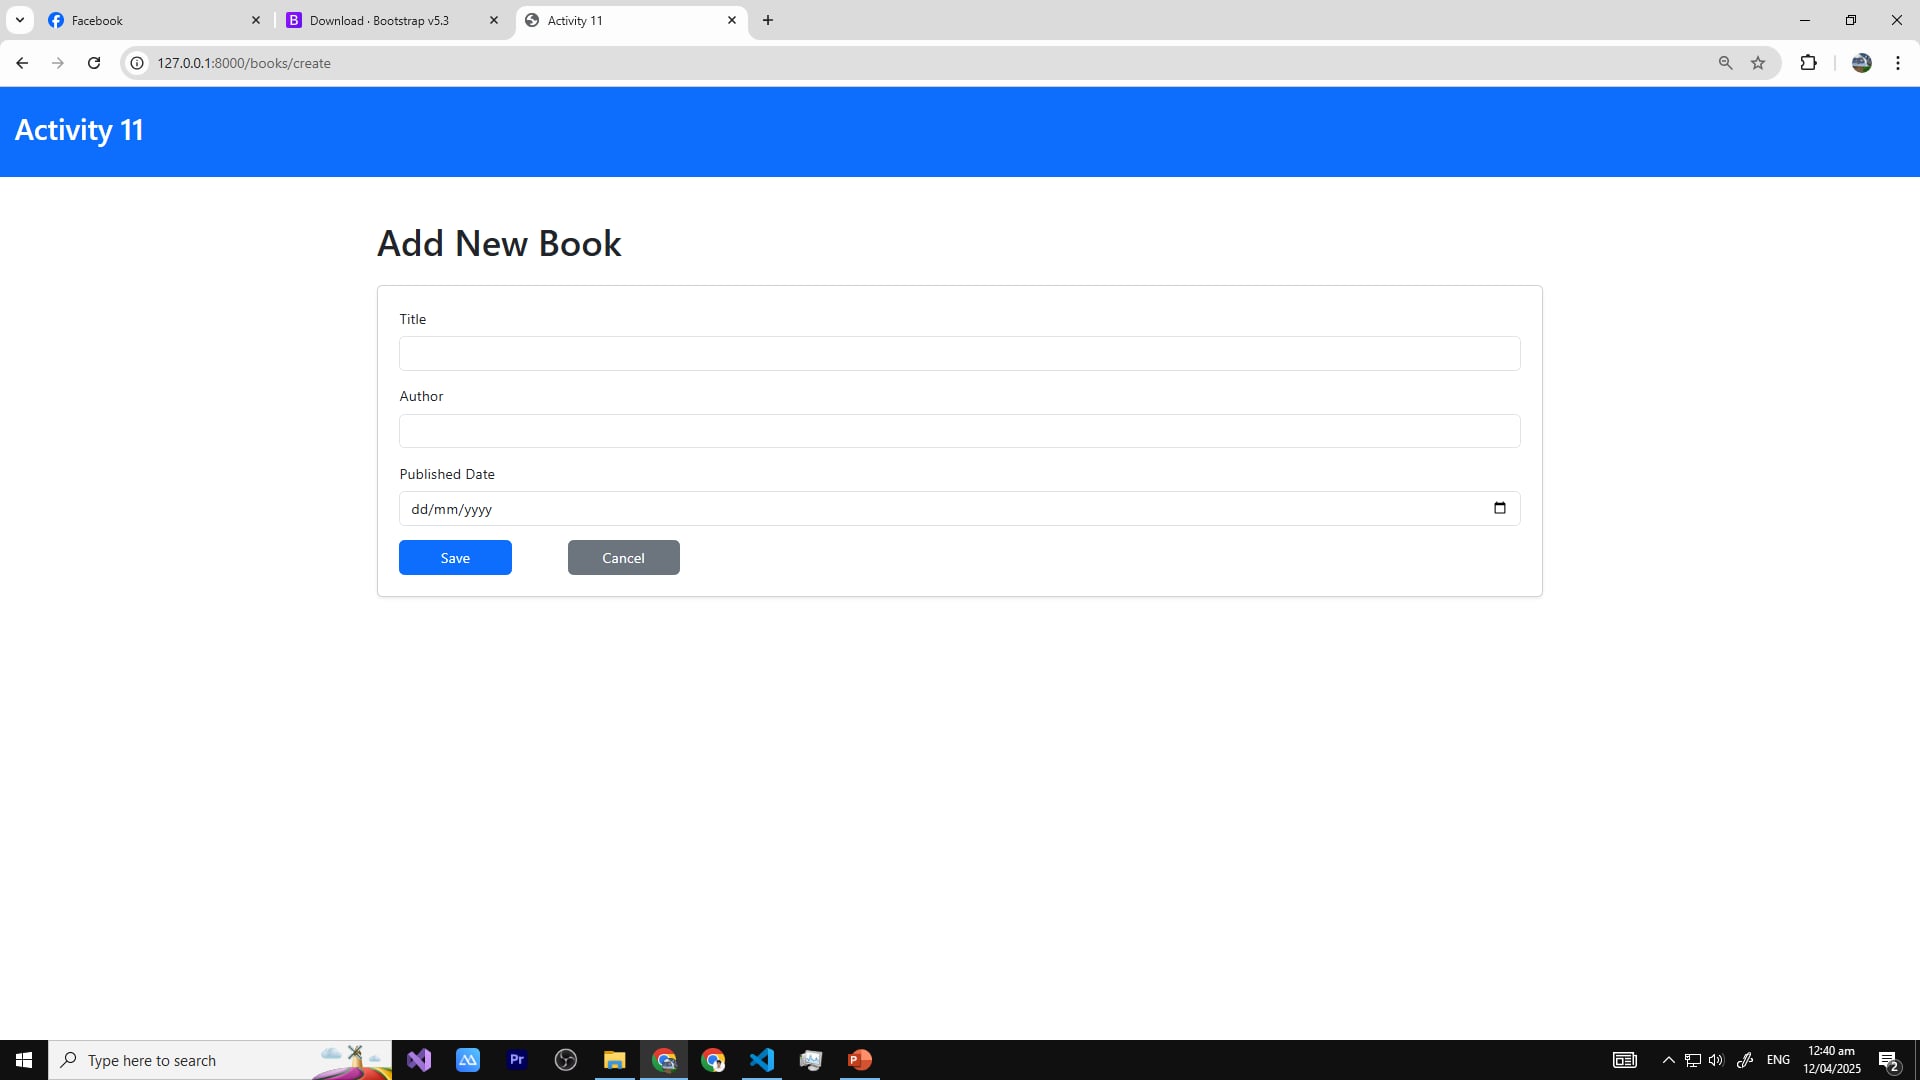 Facebook
Download · Bootstrap v5.3
Activity 11
127.0.0.1:8000/books/create
Activity 11
Add New Book
Title
Author
Published Date
dd/mm/yyyy
Save
Cancel
Type here to search
Pr
ENG
12:40 am
12/04/2025
2